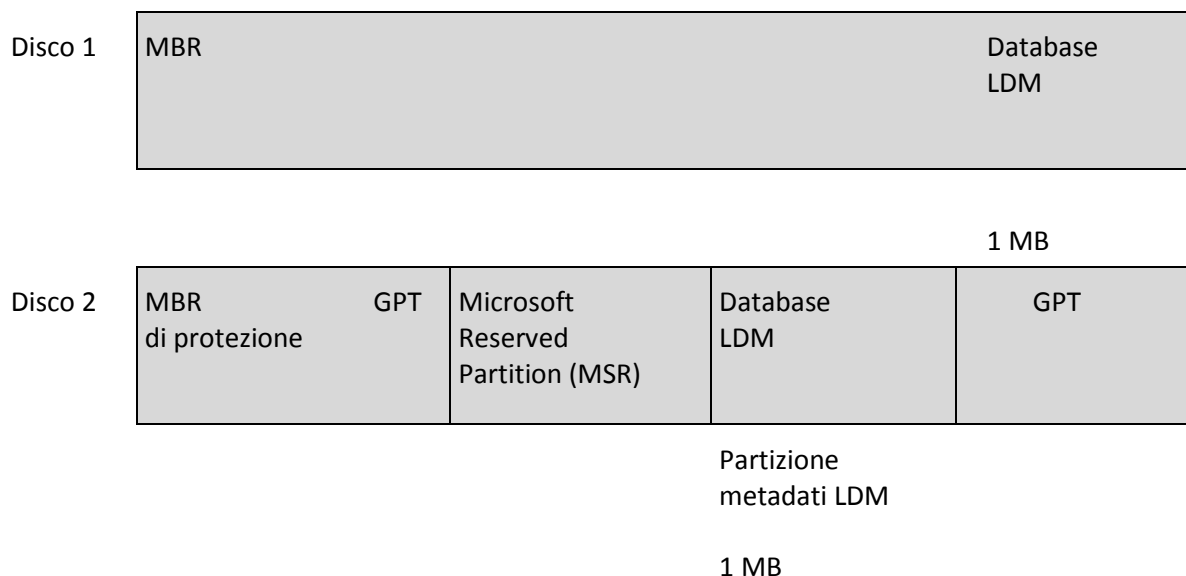 Disco 1
MBR
Database
LDM
1 MB
Disco 2
MBR
di protezione
GPT
Microsoft
Reserved
Partition (MSR)
Database
LDM
GPT
Partizione
metadati LDM
1 MB